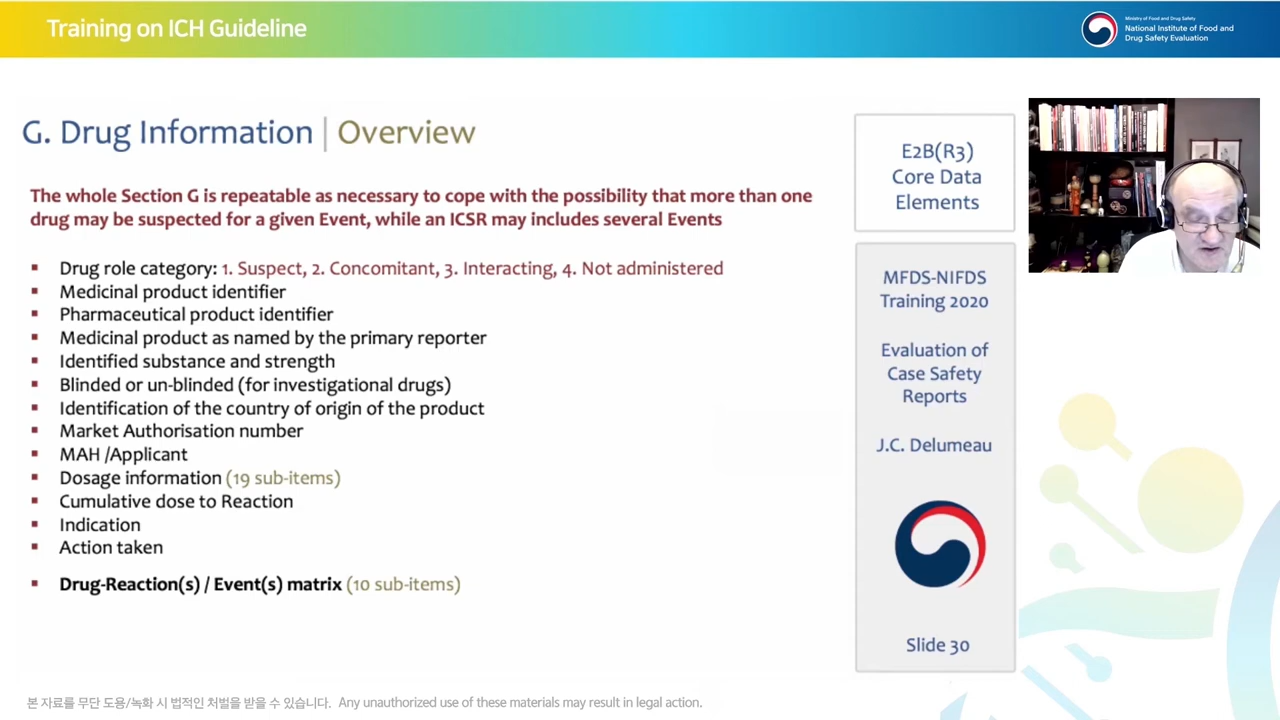 Training on ICH Guideline
Ministry of Food and Drug Safety
National Institute of Food and
Drug Safety Evaluation
G. Drug Information | Overview
The whole Section G is repeatable as necessary to cope with the possibility that more than one
drug may be suspected for a given Event, while an ICSR may includes several Events
▪ Drug role category: 1. Suspect, 2. Concomitant, 3. Interacting, 4. Not administered
▪ Medicinal product identifier
▪ Pharmaceutical product identifier
▪ Medicinal product as named by the primary reporter
▪ Identified substance and strength
▪ Blinded or un-blinded (for investigational drugs)
▪ Identification of the country of origin of the product
▪ Market Authorisation number
▪ MAH /Applicant
▪ Dosage information (19 sub-items)
▪ Cumulative dose to Reaction
▪ Indication
▪ Action taken
▪ Drug-Reaction(s) / Event(s) matrix (10 sub-items)
E2B(R3)
Core Data
Elements
MFDS-NIFDS
Training 2020
Evaluation of
Case Safety
Reports
J.C. Delumeau
Slide 30
본 자료를 무단 도용/녹화 시 법적인 처벌을 받을 수 있습니다. Any unauthorized use of these materials may result in legal action.